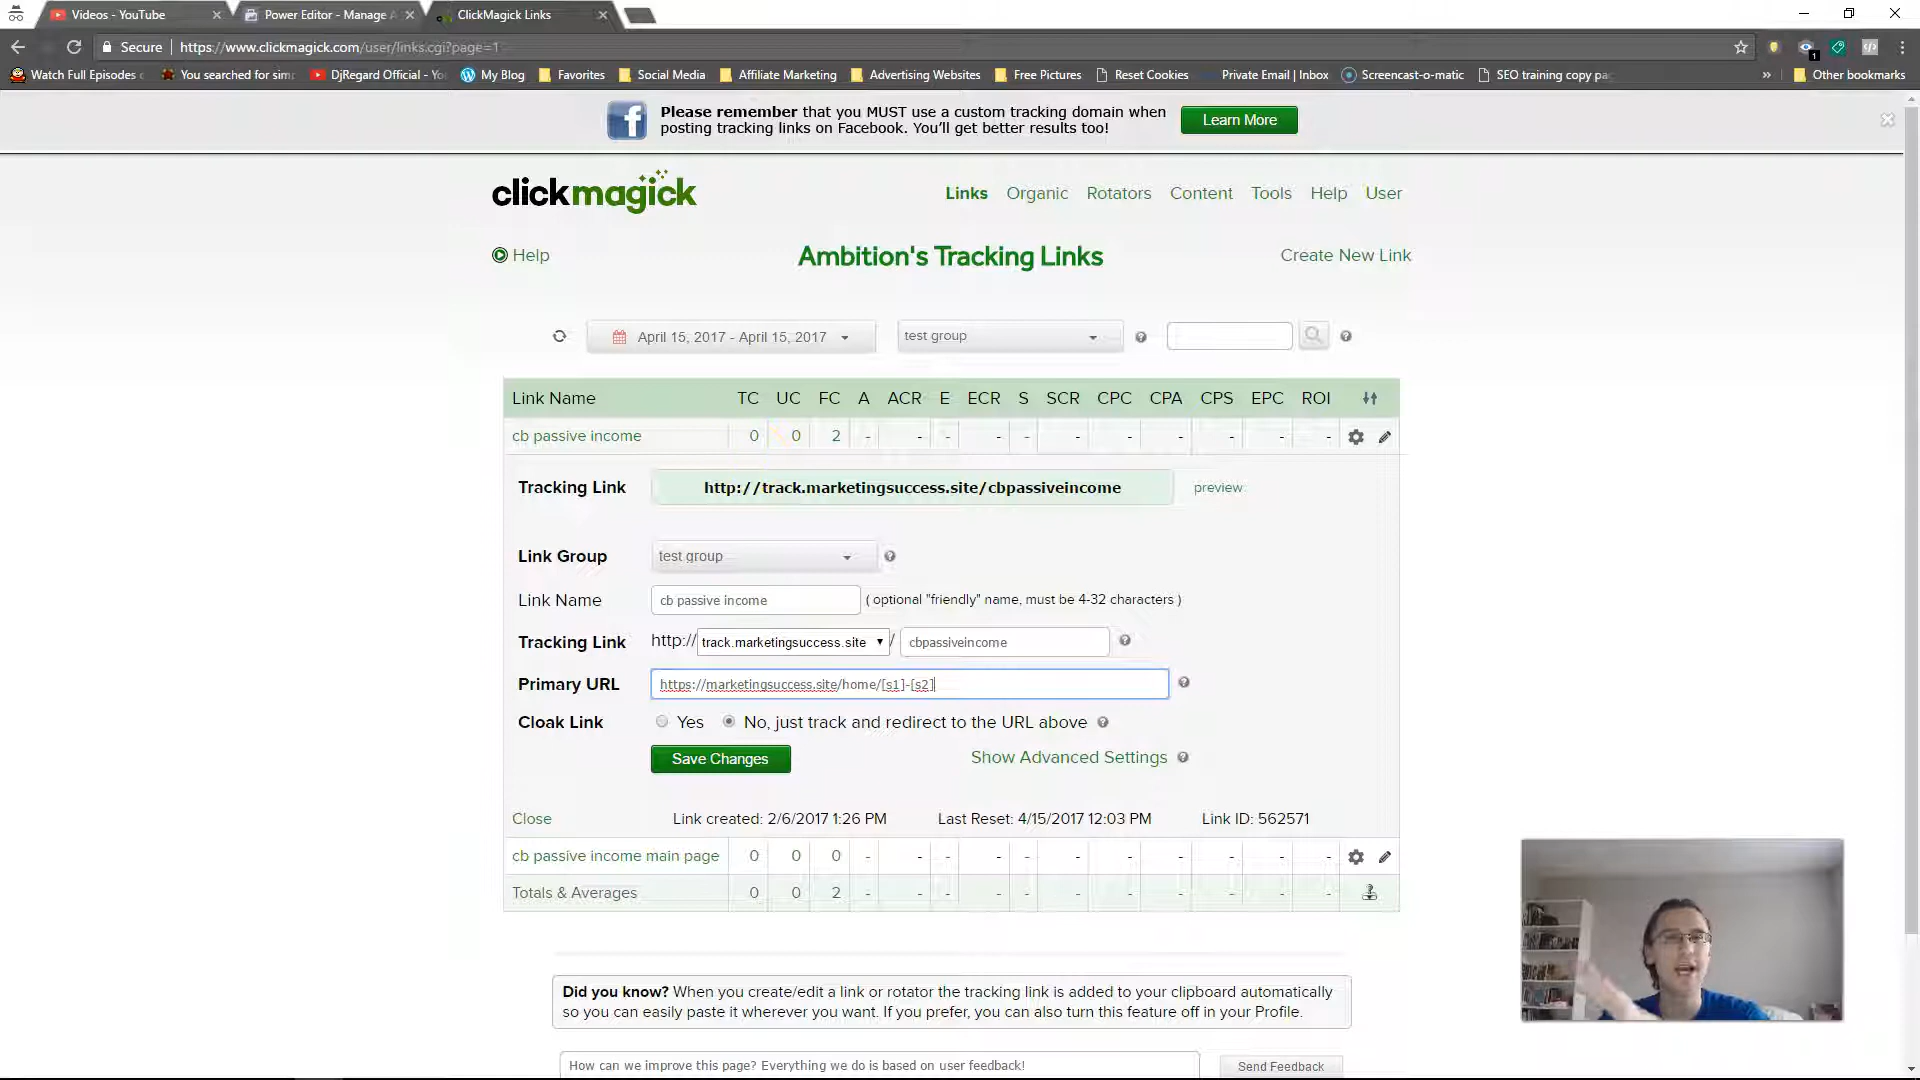 Videos - YouTube
Power Editor - Manage A
ClickMagick Links
Secure
https://www.clickmagick.com/user/links.cgi?page=1
1
Watch Full Episodes o
You searched for sim
DjRegard Official - Yo
My Blog
Favorites
Social Media
Affiliate Marketing
Advertising Websites
Free Pictures
Reset Cookies
Private Email | Inbox
Screencast-o-matic
SEO training copy pa
»
Other bookmarks
Please remember that you MUST use a custom tracking domain when
posting tracking links on Facebook. You'll get better results too!
Learn More
clickmagick
Links
Organic
Rotators
Content
Tools
Help
User
Help
Ambition's Tracking Links
Create New Link
April 15, 2017 - April 15, 2017
test group
Link Name TC UC FC A ACR E ECR S SCR CPC CPA CPS EPC ROI
cb passive income 0 0 2 - - - - - - - - - - -
Tracking Link http://track.marketingsuccess.site/cbpassiveincome preview
Link Group test group
Link Name cb passive income ( optional "friendly" name, must be 4-32 characters )
Tracking Link http:// track.marketingsuccess.site / cbpassiveincome
Primary URL https://marketingsuccess.site/home/[s1]-[s2]
Cloak Link Yes No, just track and redirect to the URL above
Save Changes Show Advanced Settings
Close Link created: 2/6/2017 1:26 PM Last Reset: 4/15/2017 12:03 PM Link ID: 562571
cb passive income main page 0 0 0 - - - - - - - - - - -
Totals & Averages 0 0 2 - - - - - - - - - - -
Did you know? When you create/edit a link or rotator the tracking link is added to your clipboard automatically
so you can easily paste it wherever you want. If you prefer, you can also turn this feature off in your Profile.
How can we improve this page? Everything we do is based on user feedback!
Send Feedback